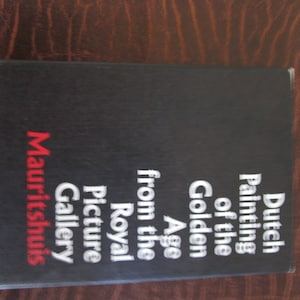 Dutch
Painting
of the
Golden
Age
from the
Royal
Picture
Gallery
Mauritshuis